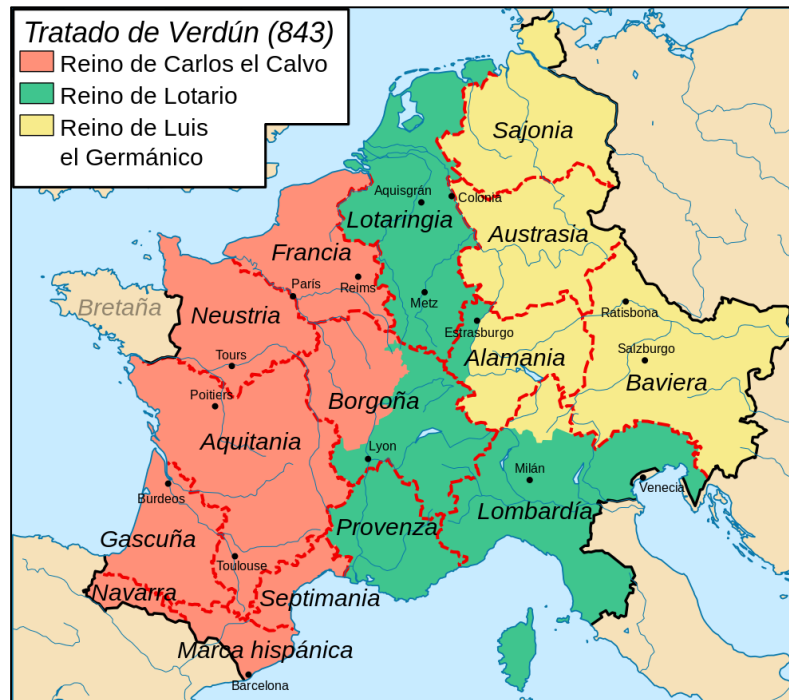 Tratado de Verdún (843)
Reino de Carlos el Calvo
Reino de Lotario
Reino de Luis
el Germánico
Sajonia
Aquisgrán
Colonia
Lotaringia
Austrasia
Francia
París
Reims
Metz
Bretaña
Neustria
Ratisbona
Estrasburgo
Alamania
Salzburgo
Tours
Baviera
Poitiers
Borgoña
Aquitania
Lyon
Milán
Burdeos
Venecia
Lombardía
Provenza
Gascuña
Toulouse
Navarra
Septimania
Marca hispánica
Barcelona